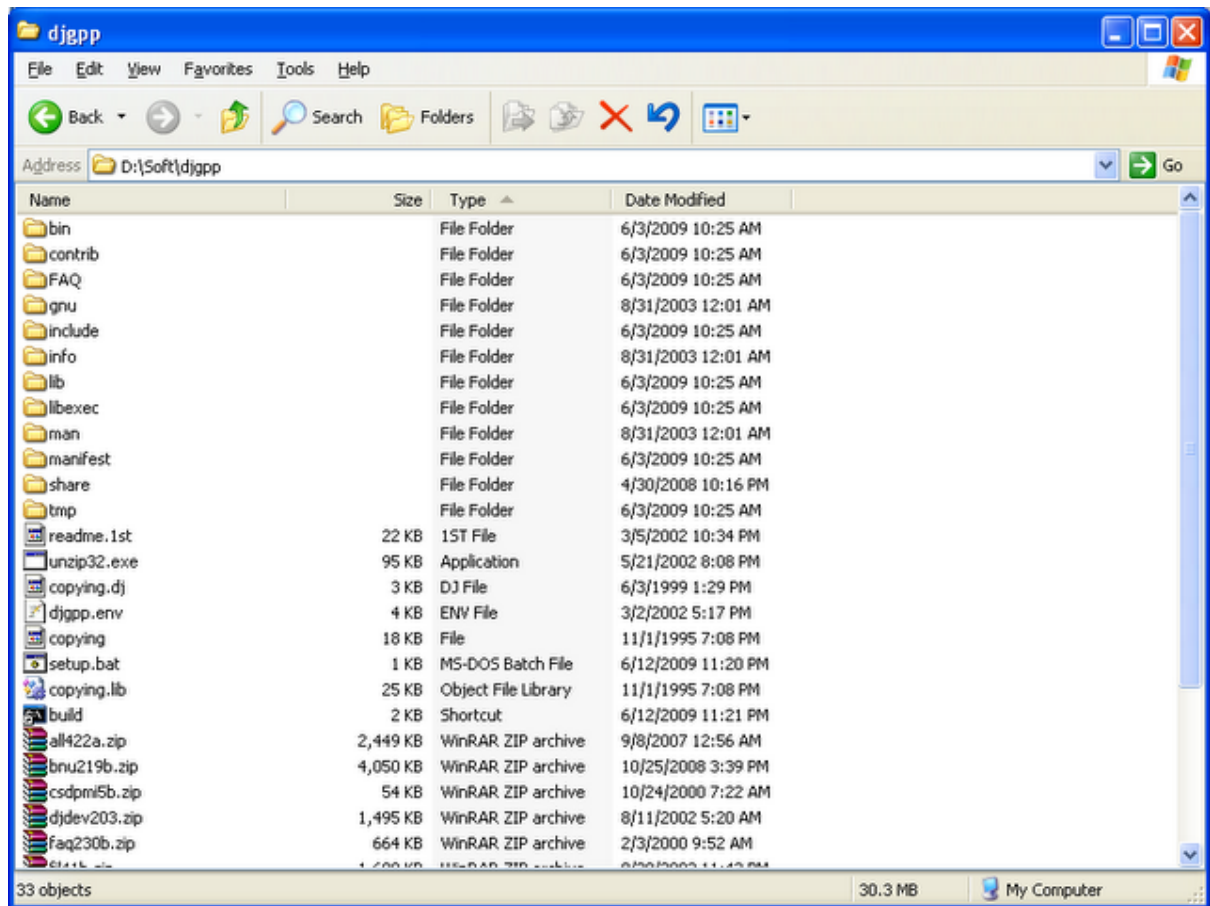 djgpp
File Edit View Favorites Tools Help
Back Search Folders
Address D:\Soft\djgpp Go
Name Size Type Date Modified
bin File Folder 6/3/2009 10:25 AM
contrib File Folder 6/3/2009 10:25 AM
FAQ File Folder 6/3/2009 10:25 AM
gnu File Folder 8/31/2003 12:01 AM
include File Folder 6/3/2009 10:25 AM
info File Folder 8/31/2003 12:01 AM
lib File Folder 6/3/2009 10:25 AM
libexec File Folder 6/3/2009 10:25 AM
man File Folder 8/31/2003 12:01 AM
manifest File Folder 6/3/2009 10:25 AM
share File Folder 4/30/2008 10:16 PM
tmp File Folder 6/3/2009 10:25 AM
readme.1st 22 KB 1ST File 3/5/2002 10:34 PM
unzip32.exe 95 KB Application 5/21/2002 8:08 PM
copying.dj 3 KB DJ File 6/3/1999 1:29 PM
djgpp.env 4 KB ENV File 3/2/2002 5:17 PM
copying 18 KB File 11/1/1995 7:08 PM
setup.bat 1 KB MS-DOS Batch File 6/12/2009 11:20 PM
copying.lib 25 KB Object File Library 11/1/1995 7:08 PM
build 2 KB Shortcut 6/12/2009 11:21 PM
all422a.zip 2,449 KB WinRAR ZIP archive 9/8/2007 12:56 AM
bnu219b.zip 4,050 KB WinRAR ZIP archive 10/25/2008 3:39 PM
csdpmi5b.zip 54 KB WinRAR ZIP archive 10/24/2000 7:22 AM
djdev203.zip 1,495 KB WinRAR ZIP archive 8/11/2002 5:20 AM
faq230b.zip 664 KB WinRAR ZIP archive 2/3/2000 9:52 AM
WinRAR ZIP archive
33 objects 30.3 MB My Computer